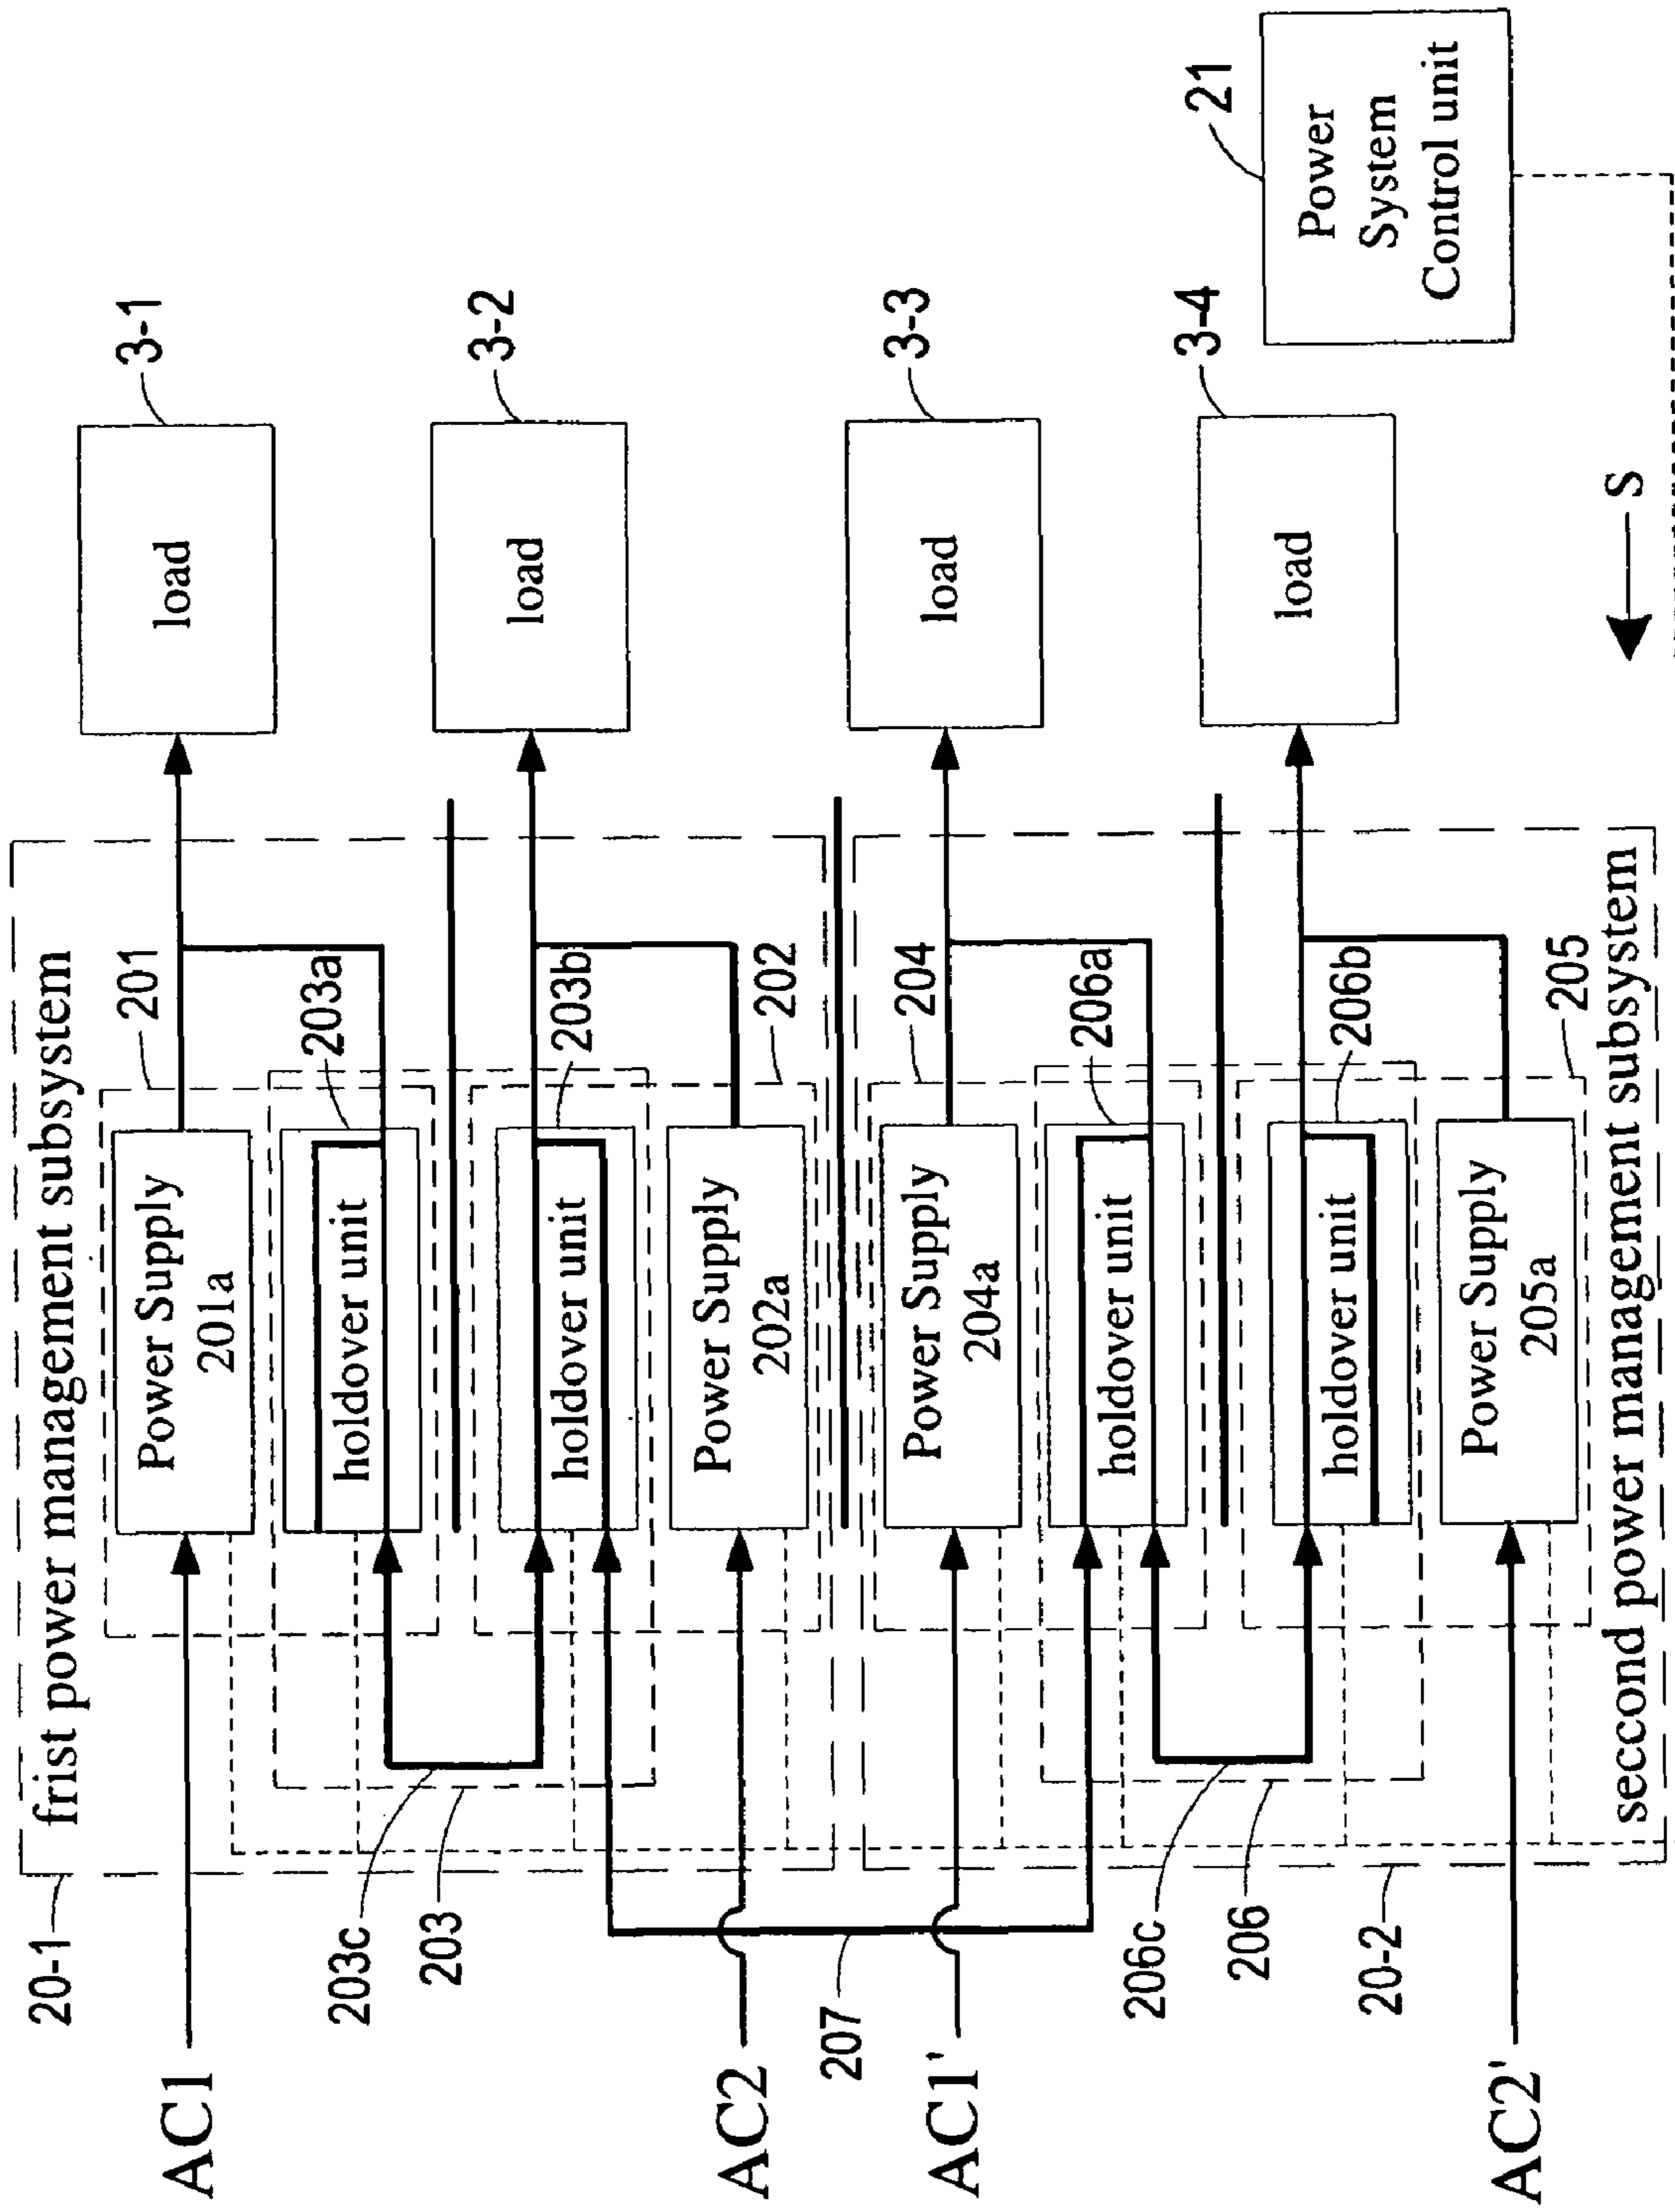 20-1
frist power management subsystem
AC1
Power Supply
201a
201
load
3-1
203c
203
holdover unit
203a
holdover unit
203b
load
3-2
AC2
Power Supply
202a
202
207
AC1'
Power Supply
204a
204
load
3-3
206c
206
holdover unit
206a
holdover unit
206b
load
3-4
20-2
AC2'
Power Supply
205a
205
seccond power management subsystem
21
Power
System
Control unit
S